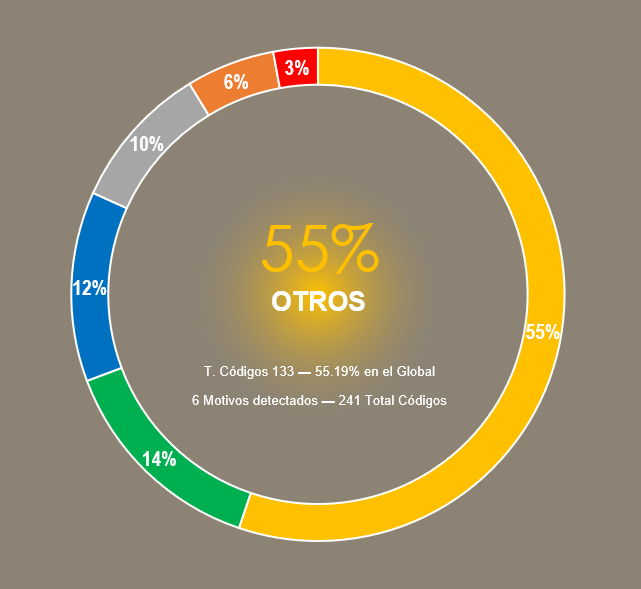 3%
6%
10%
55%
OTROS
12%
55%
T. Códigos 133 — 55.19% en el Global
6 Motivos detectados — 241 Total Códigos
14%